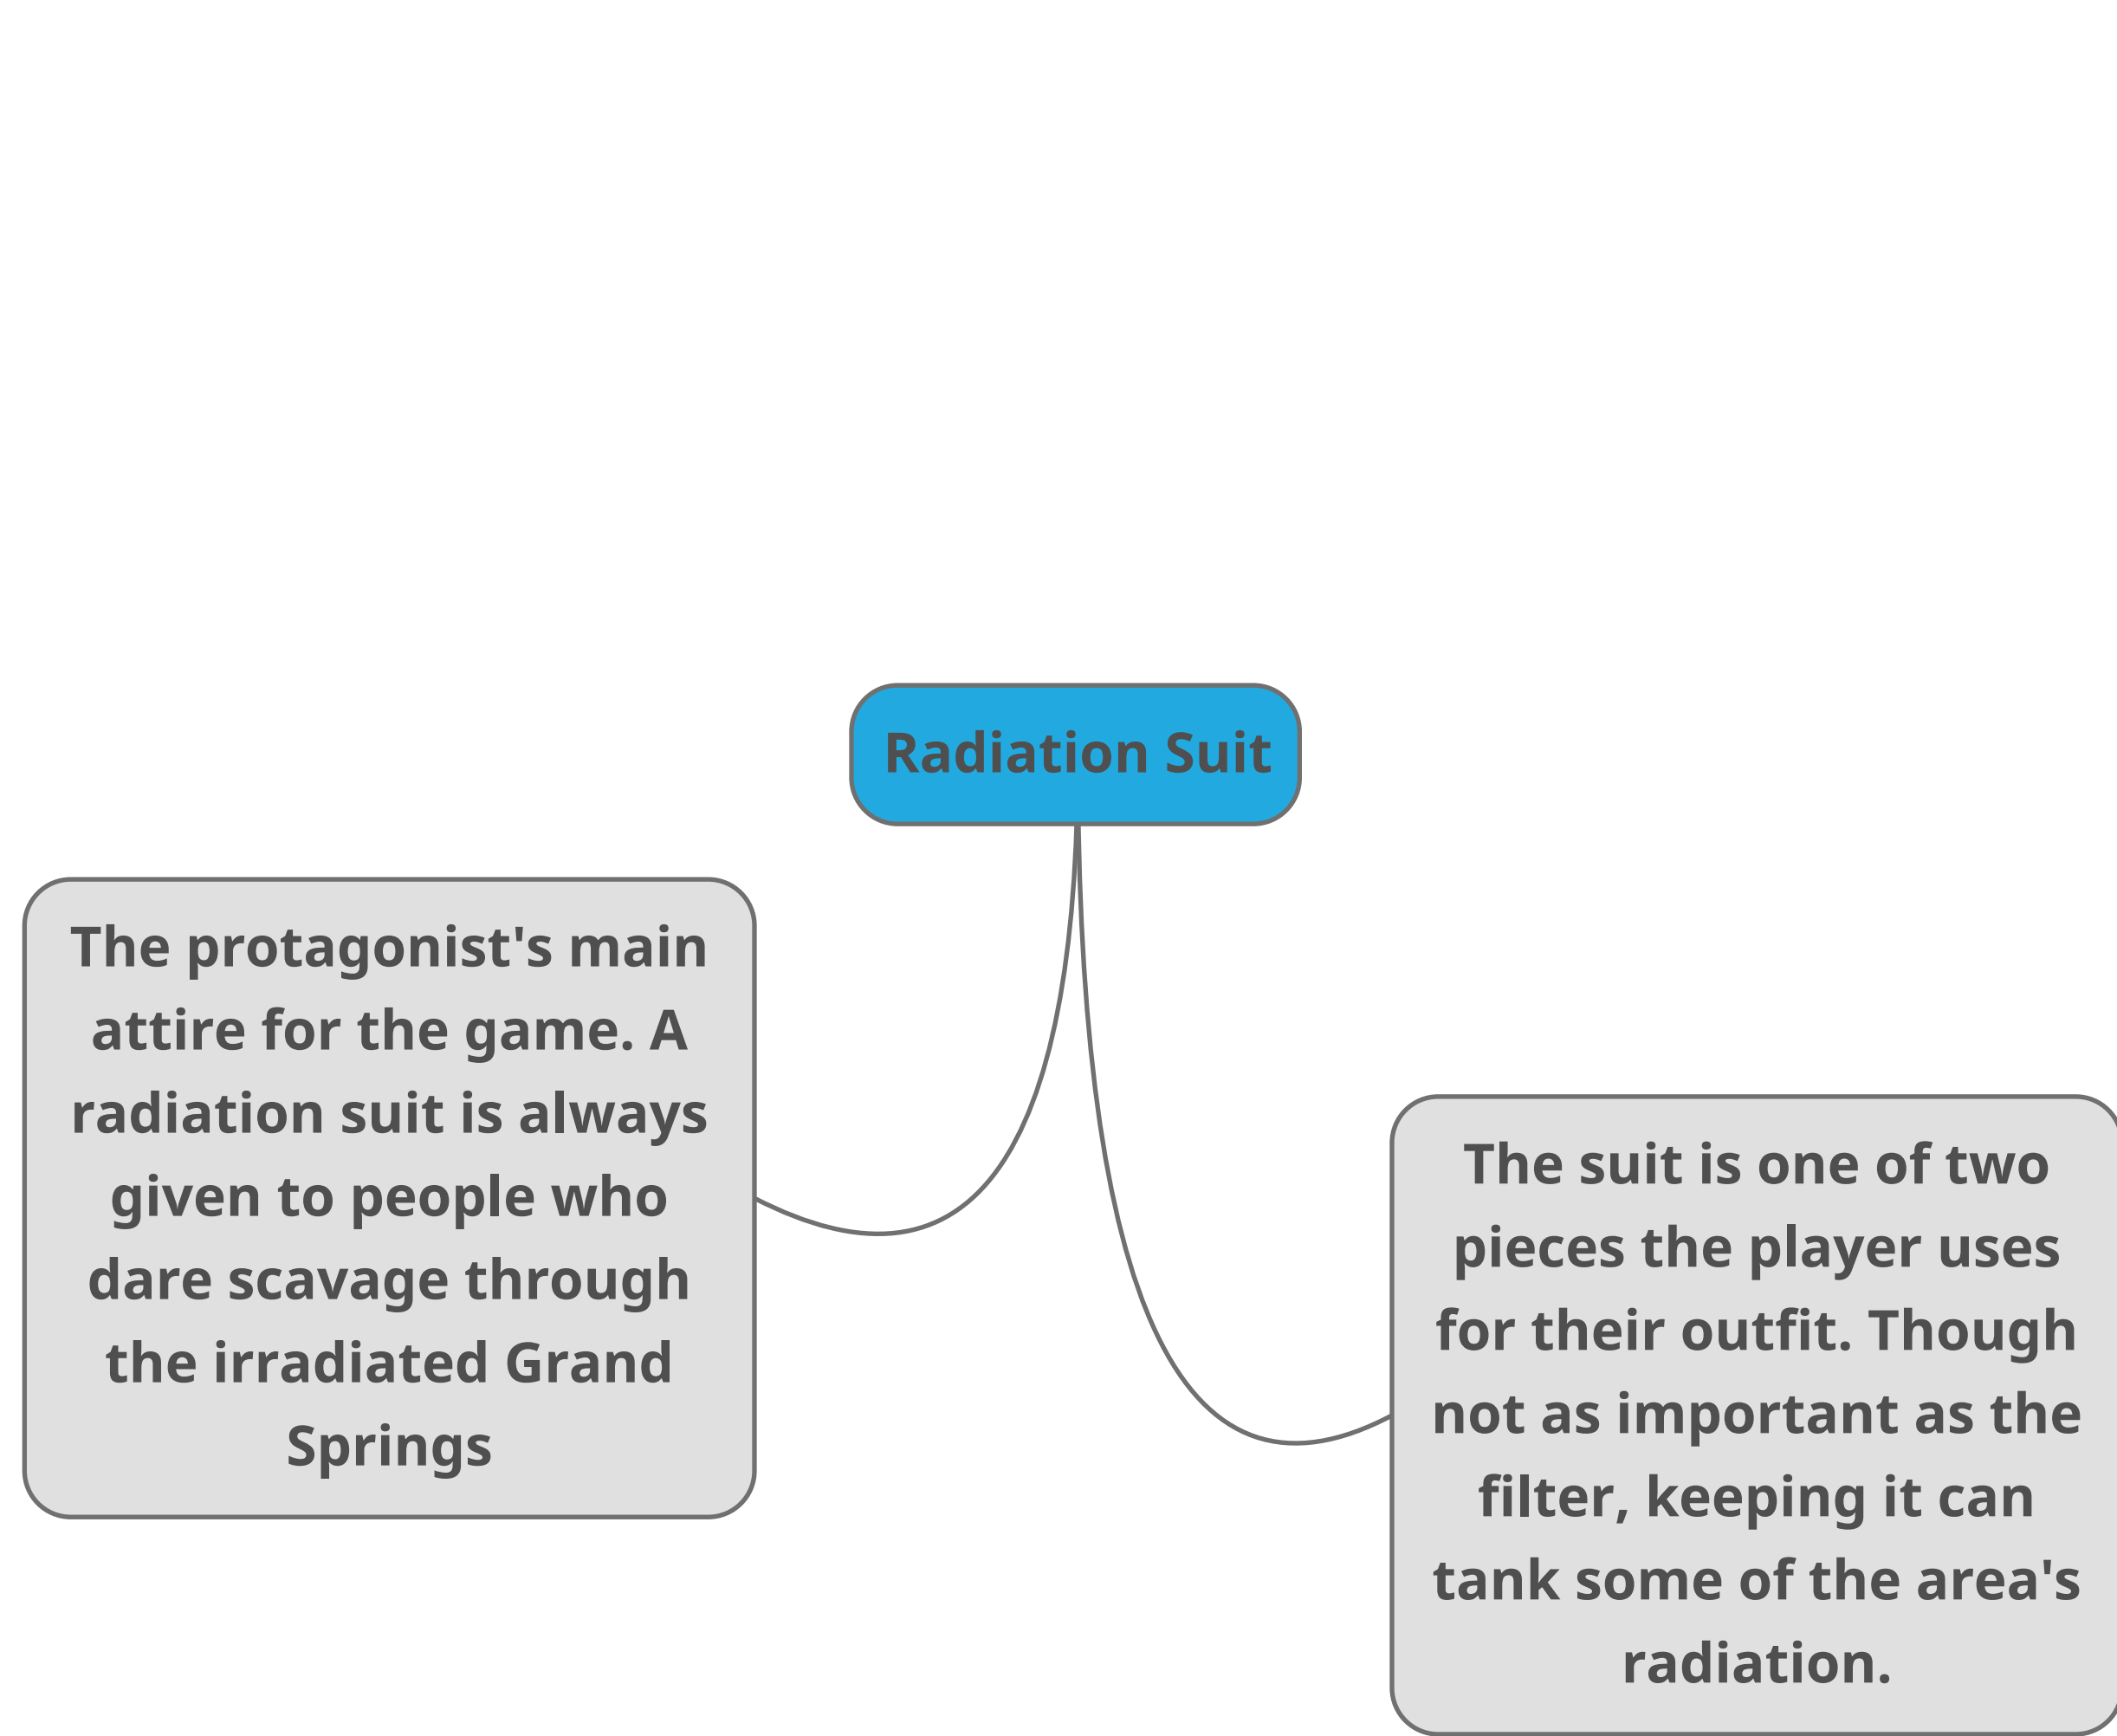 Radiation Suit
The protagonist's main
attire for the game. A
radiation suit is always
given to people who
dare scavage through
the irradiated Grand
Springs
The suit is one of two
pieces the player uses
for their outfit. Though
not as important as the
filter, keeping it can
tank some of the area's
radiation.